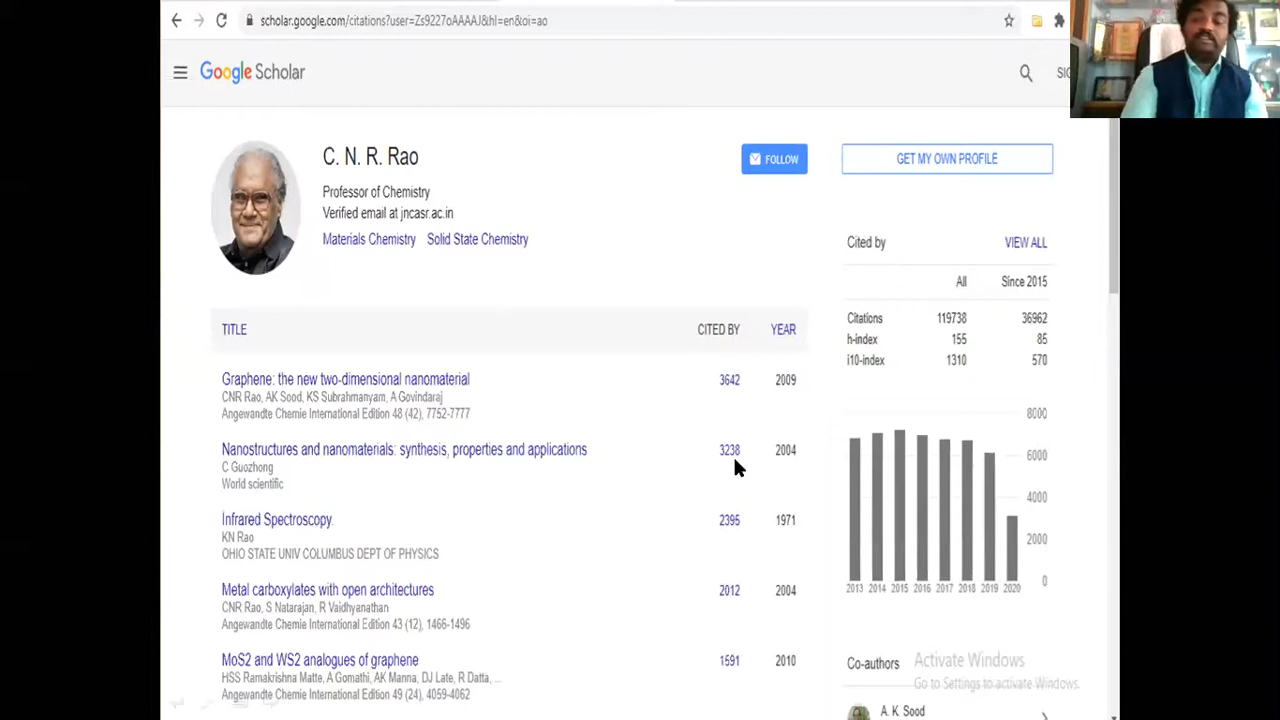 scholar.google.com/citations?user=Zs9227oAAAAJ&hl=en&oi=ao
Google Scholar
C. N. R. Rao
FOLLOW
GET MY OWN PROFILE
Professor of Chemistry
Verified email at jncasr.ac.in
Materials Chemistry Solid State Chemistry
Cited by VIEW ALL
All Since 2015
Citations 119738 36962
h-index 155 85
i10-index 1310 570
TITLE CITED BY YEAR
Graphene: the new two-dimensional nanomaterial 3642 2009
CNR Rao, AK Sood, KS Subrahmanyam, A Govindaraj
Angewandte Chemie International Edition 48 (42), 7752-7777
Nanostructures and nanomaterials: synthesis, properties and applications 3238 2004
C Guozhong
World scientific
Infrared Spectroscopy. 2395 1971
KN Rao
OHIO STATE UNIV COLUMBUS DEPT OF PHYSICS
Metal carboxylates with open architectures 2012 2004
CNR Rao, S Natarajan, R Vaidhyanathan
Angewandte Chemie International Edition 43 (12), 1466-1496
MoS2 and WS2 analogues of graphene 1591 2010
HSS Ramakrishna Matte, A Gomathi, AK Manna, DJ Late, R Datta, ...
Angewandte Chemie International Edition 49 (24), 4059-4062
8000
6000
4000
2000
0
2013 2014 2015 2016 2017 2018 2019 2020
Co-authors
Activate Windows
Go to Settings to activate Windows.
A. K. Sood